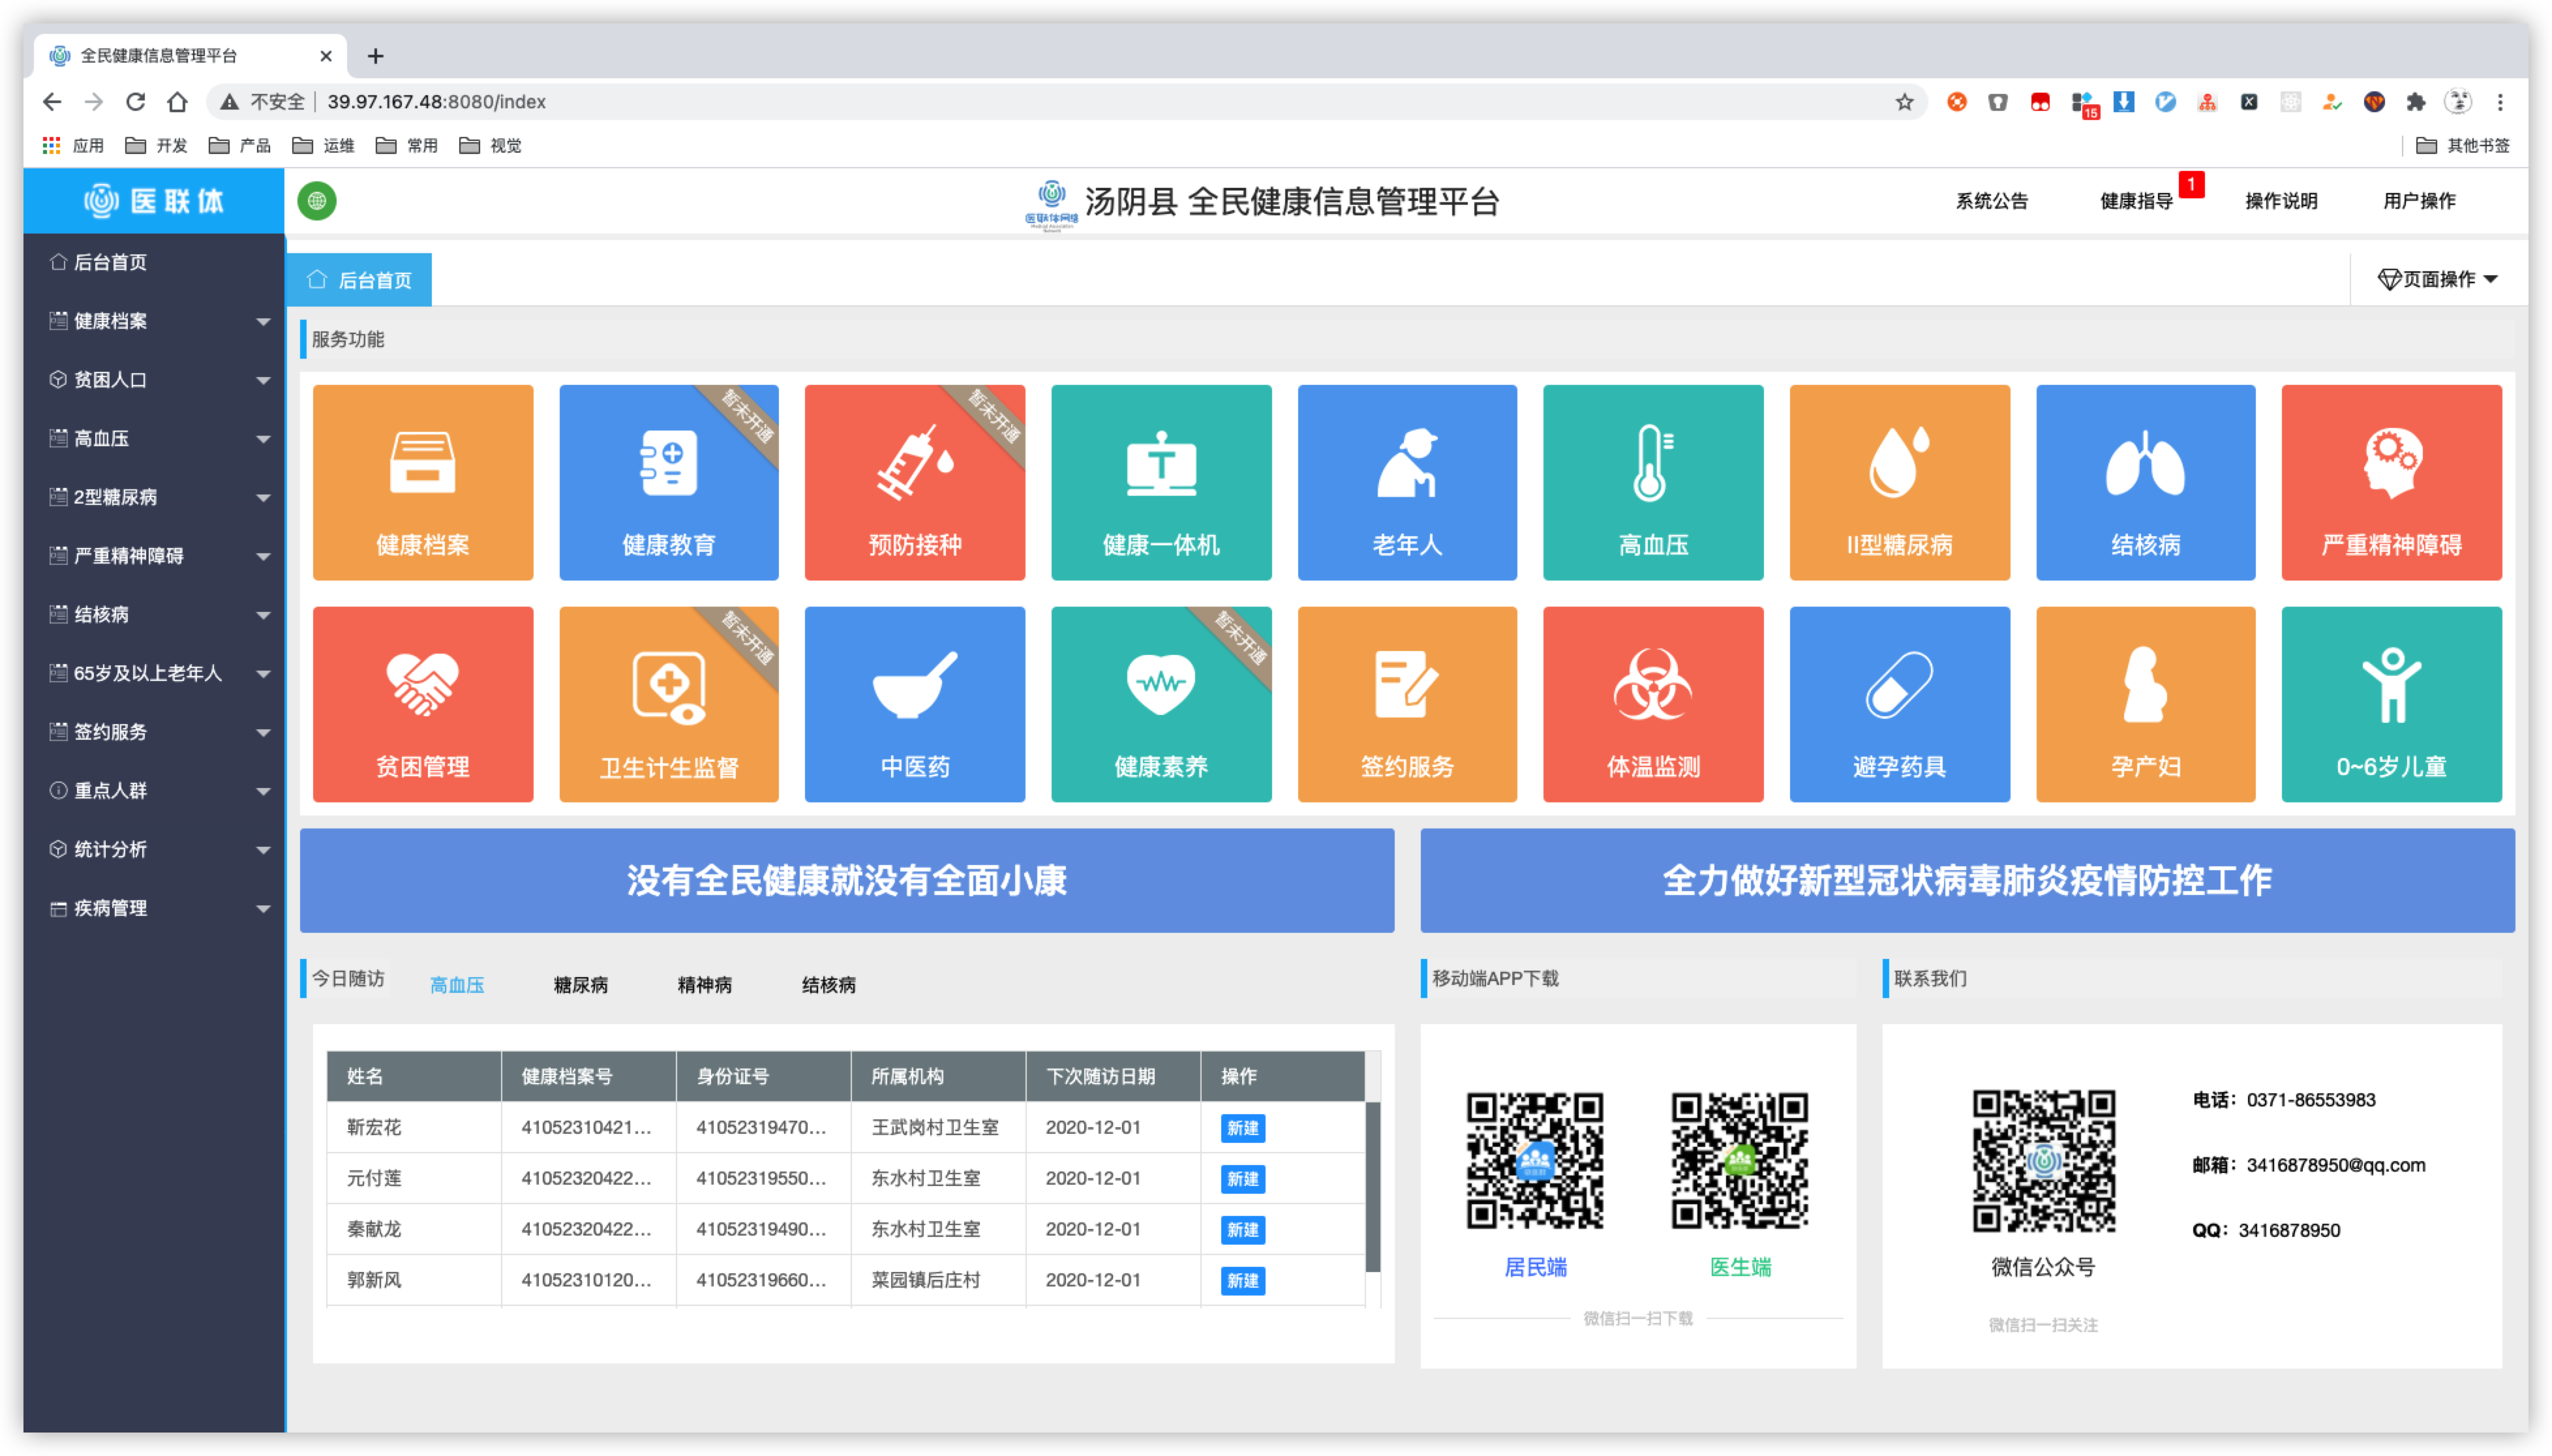 全民健康信息管理平台
不安全 39.97.167.48:8080/index
15
应用 开发 产品 运维 常用 视觉 其他书签
医联体
医联体网络
Medical Association
Network
汤阴县 全民健康信息管理平台
系统公告 健康指导 1 操作说明 用户操作
后台首页
健康档案
贫困人口
高血压
2型糖尿病
严重精神障碍
结核病
65岁及以上老年人
签约服务
重点人群
统计分析
疾病管理
后台首页 页面操作
服务功能
健康档案
健康教育 暂未开通
预防接种 暂未开通
健康一体机
老年人
高血压
II型糖尿病
结核病
严重精神障碍
贫困管理
卫生计生监督 暂未开通
中医药
健康素养 暂未开通
签约服务
体温监测
避孕药具
孕产妇
0~6岁儿童
没有全民健康就没有全面小康
全力做好新型冠状病毒肺炎疫情防控工作
今日随访 高血压 糖尿病 精神病 结核病
姓名 健康档案号 身份证号 所属机构 下次随访日期 操作
靳宏花 41052310421... 41052319470... 王武岗村卫生室 2020-12-01 新建
元付莲 41052320422... 41052319550... 东水村卫生室 2020-12-01 新建
秦献龙 41052320422... 41052319490... 东水村卫生室 2020-12-01 新建
郭新风 41052310120... 41052319660... 菜园镇后庄村 2020-12-01 新建
移动端APP下载
居民端 医生端
微信扫一扫下载
联系我们
电话：0371-86553983
邮箱：3416878950@qq.com
QQ：3416878950
微信公众号
微信扫一扫关注